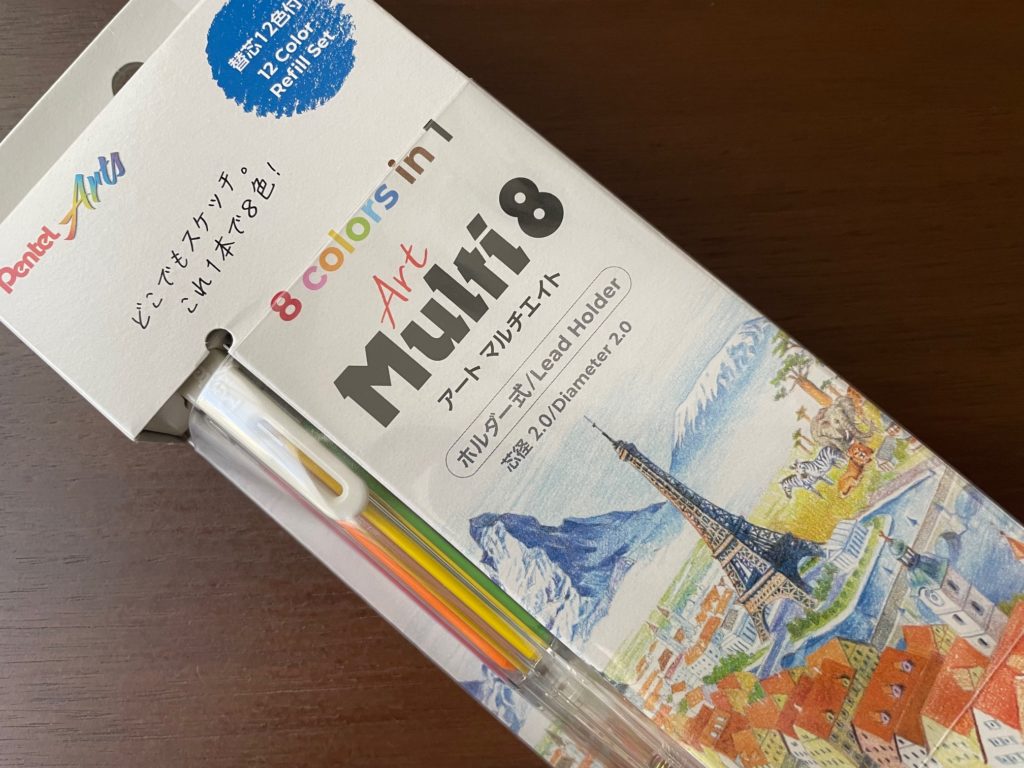 替芯12色付
12 Color
Refill Set
Pentel Arts
どこでもスケッチ。
これ1本で8色!
8 colors in 1
Art
Multi 8
アート マルチエイト
ホルダー式/Lead Holder
芯径 2.0/Diameter 2.0